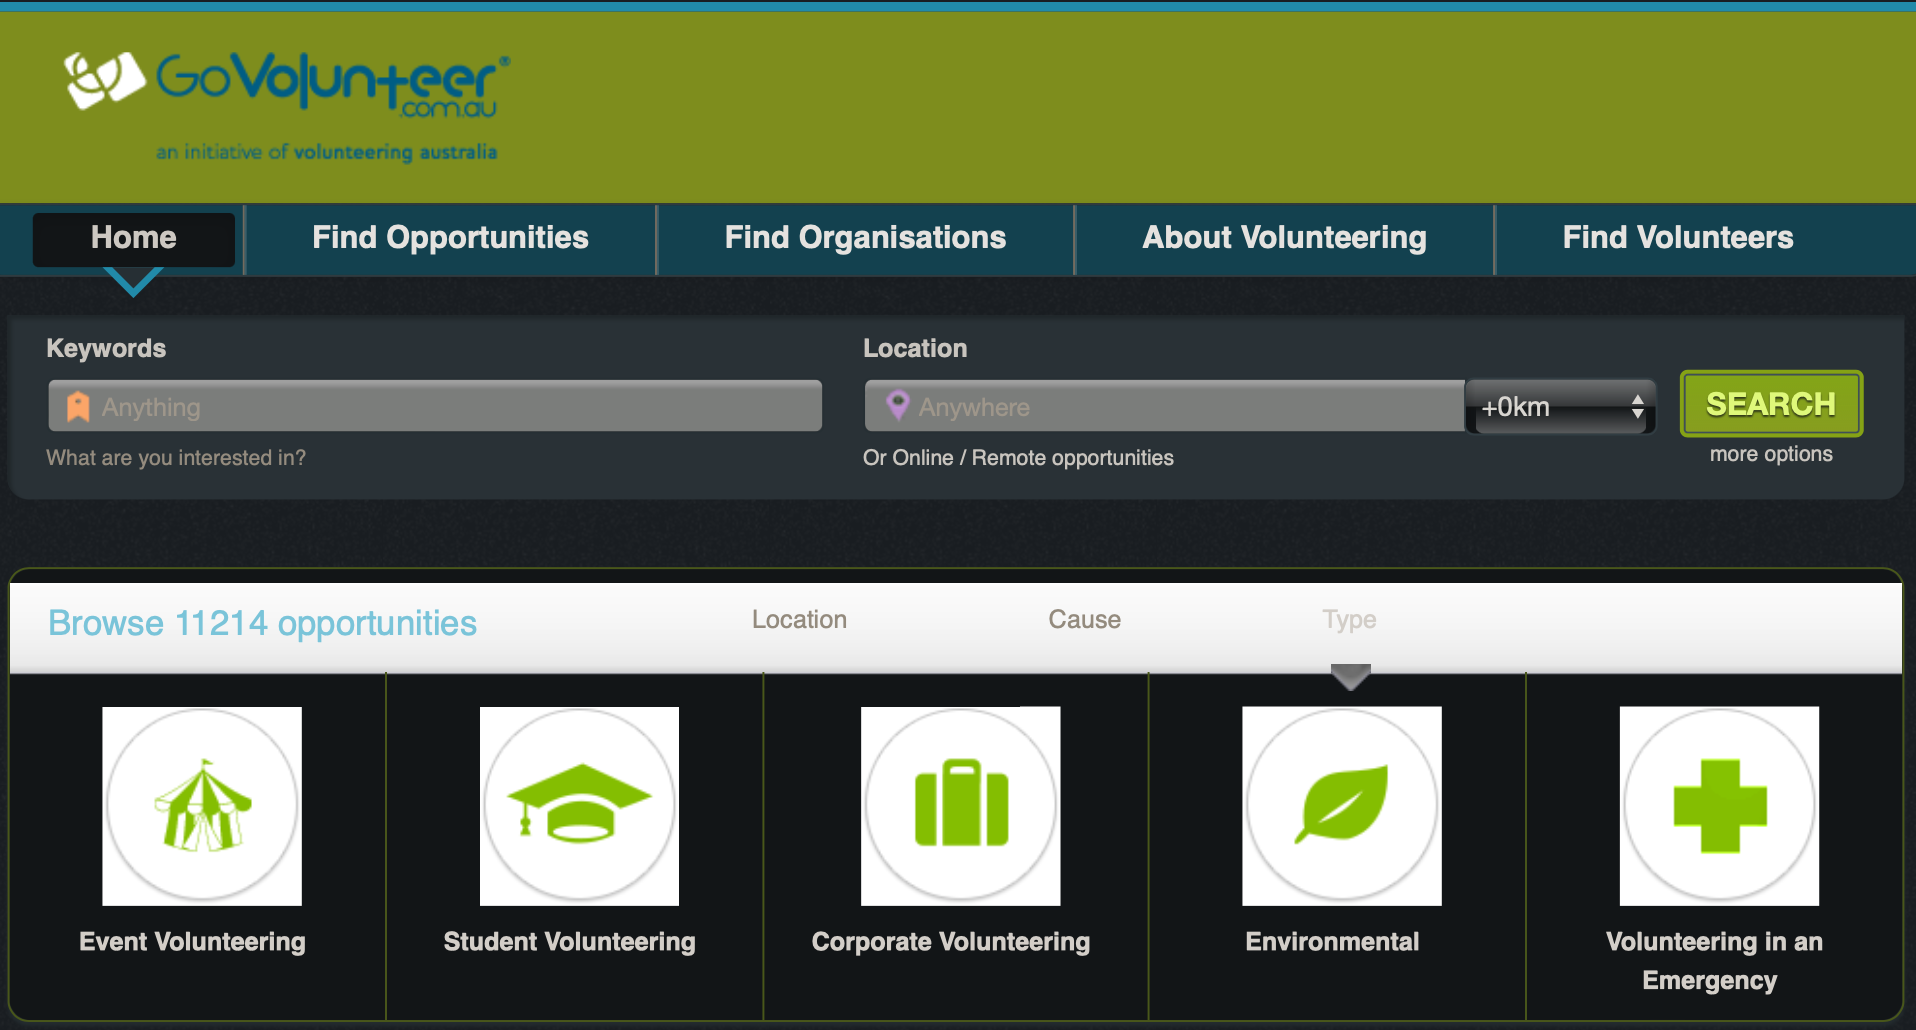 GoVolunteer®
.com.au
an initiative of volunteering australia
Home
Find Opportunities
Find Organisations
About Volunteering
Find Volunteers
Keywords
Location
Anything
Anywhere
+0km
SEARCH
What are you interested in?
Or Online / Remote opportunities
more options
Browse 11214 opportunities
Location
Cause
Type
Event Volunteering
Student Volunteering
Corporate Volunteering
Environmental
Volunteering in an
Emergency